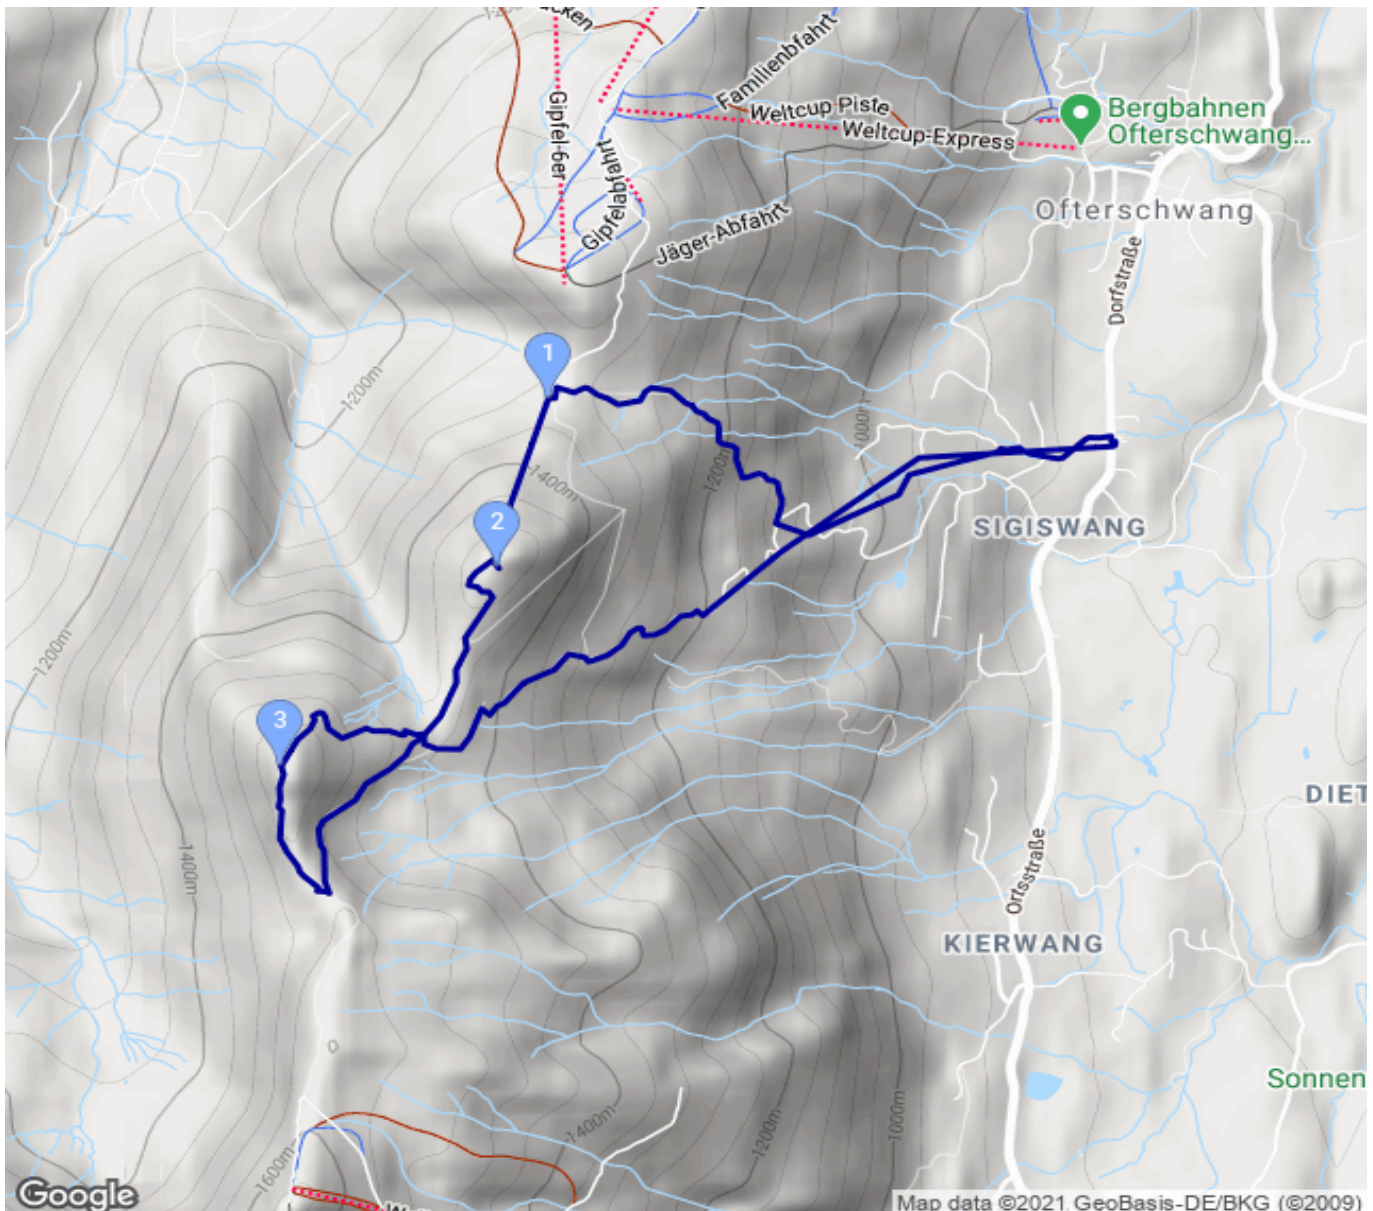 Familienbfahrt
Gipfel-6er
Weltcup Piste
Weltcup-Express
Bergbahnen
Ofterschwang...
Gipfelabfahrt
Ofterschwang
Jäger-Abfahrt
Dorfstraße
1
1200m
1000m
1200m
1400m
2
SIGISWANG
1200m
3
DIET
1400m
Ortsstraße
KIERWANG
Sonnen
1000m
1400m
1200m
1600m
Google
Map data ©2021 GeoBasis-DE/BKG (©2009)